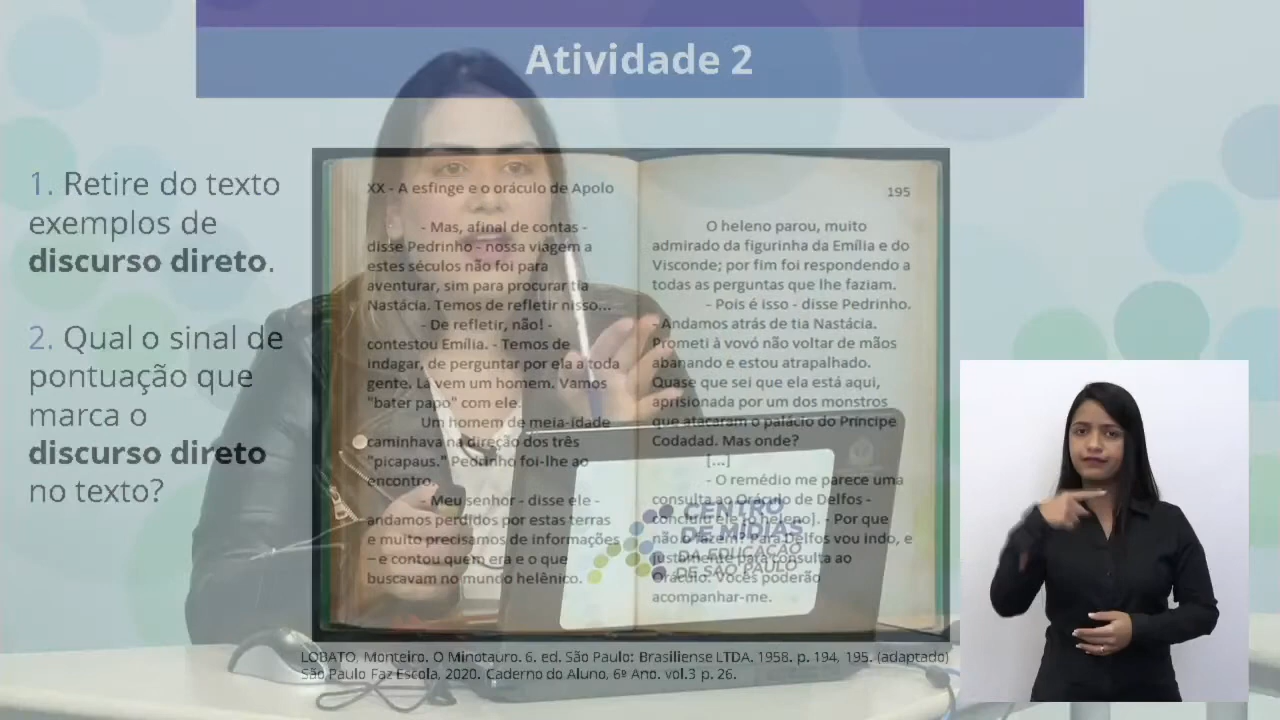 Atividade 2
1. Retire do texto
exemplos de
discurso direto.
2. Qual o sinal de
pontuação que
marca o
discurso direto
no texto?
XX - A esfinge e o oráculo de Apolo
- Mas, afinal de contas -
disse Pedrinho - nossa viagem a
estes séculos não foi para
aventurar, sim para procurar tia
Nastácia. Temos de refletir nisso...
- De refletir, não! -
contestou Emília. - Temos de
indagar, de perguntar por ela a toda
gente. Lá vem um homem. Vamos
"bater papo" com ele.
Um homem de meia-idade
caminhava na direção dos três
"picapaus." Pedrinho foi-lhe ao
encontro.
- Meu senhor - disse ele -
andamos perdidos por estas terras
e muito precisamos de informações
– e contou quem era e o que
buscavam no mundo helênico.
195
O heleno parou, muito
admirado da figurinha da Emília e do
Visconde; por fim foi respondendo a
todas as perguntas que lhe faziam.
- Pois é isso - disse Pedrinho.
- Andamos atrás de tia Nastácia.
Prometi à vovó não voltar de mãos
abanando e estou atrapalhado.
Quase que sei que ela está aqui,
aprisionada por um dos monstros
que atacaram o palácio do Príncipe
Codadad. Mas onde?
[...]
- O remédio me parece uma
consulta ao Oráculo de Delfos -
concluiu ele [o heleno]. - Por que
não o fazem? Para Delfos vou indo, e
justamente para consulta ao
Oráculo. Vocês poderão
acompanhar-me.
CENTRO
DE MÍDIAS
DA EDUCAÇÃO
DE SÃO PAULO
LOBATO, Monteiro. O Minotauro. 6. ed. São Paulo: Brasiliense LTDA. 1958. p. 194, 195. (adaptado)
São Paulo Faz Escola, 2020. Caderno do Aluno, 6º Ano. vol.3 p. 26.